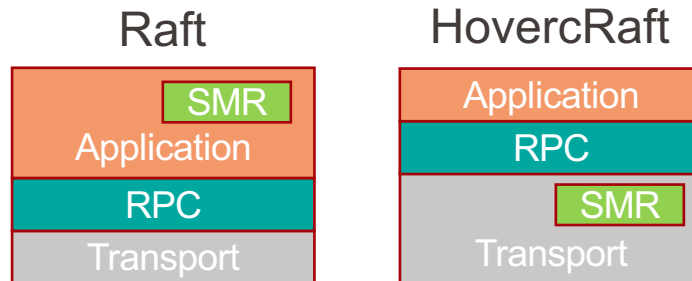 Raft
SMR
Application
RPC
Transport
HovercRaft
Application
RPC
SMR
Transport